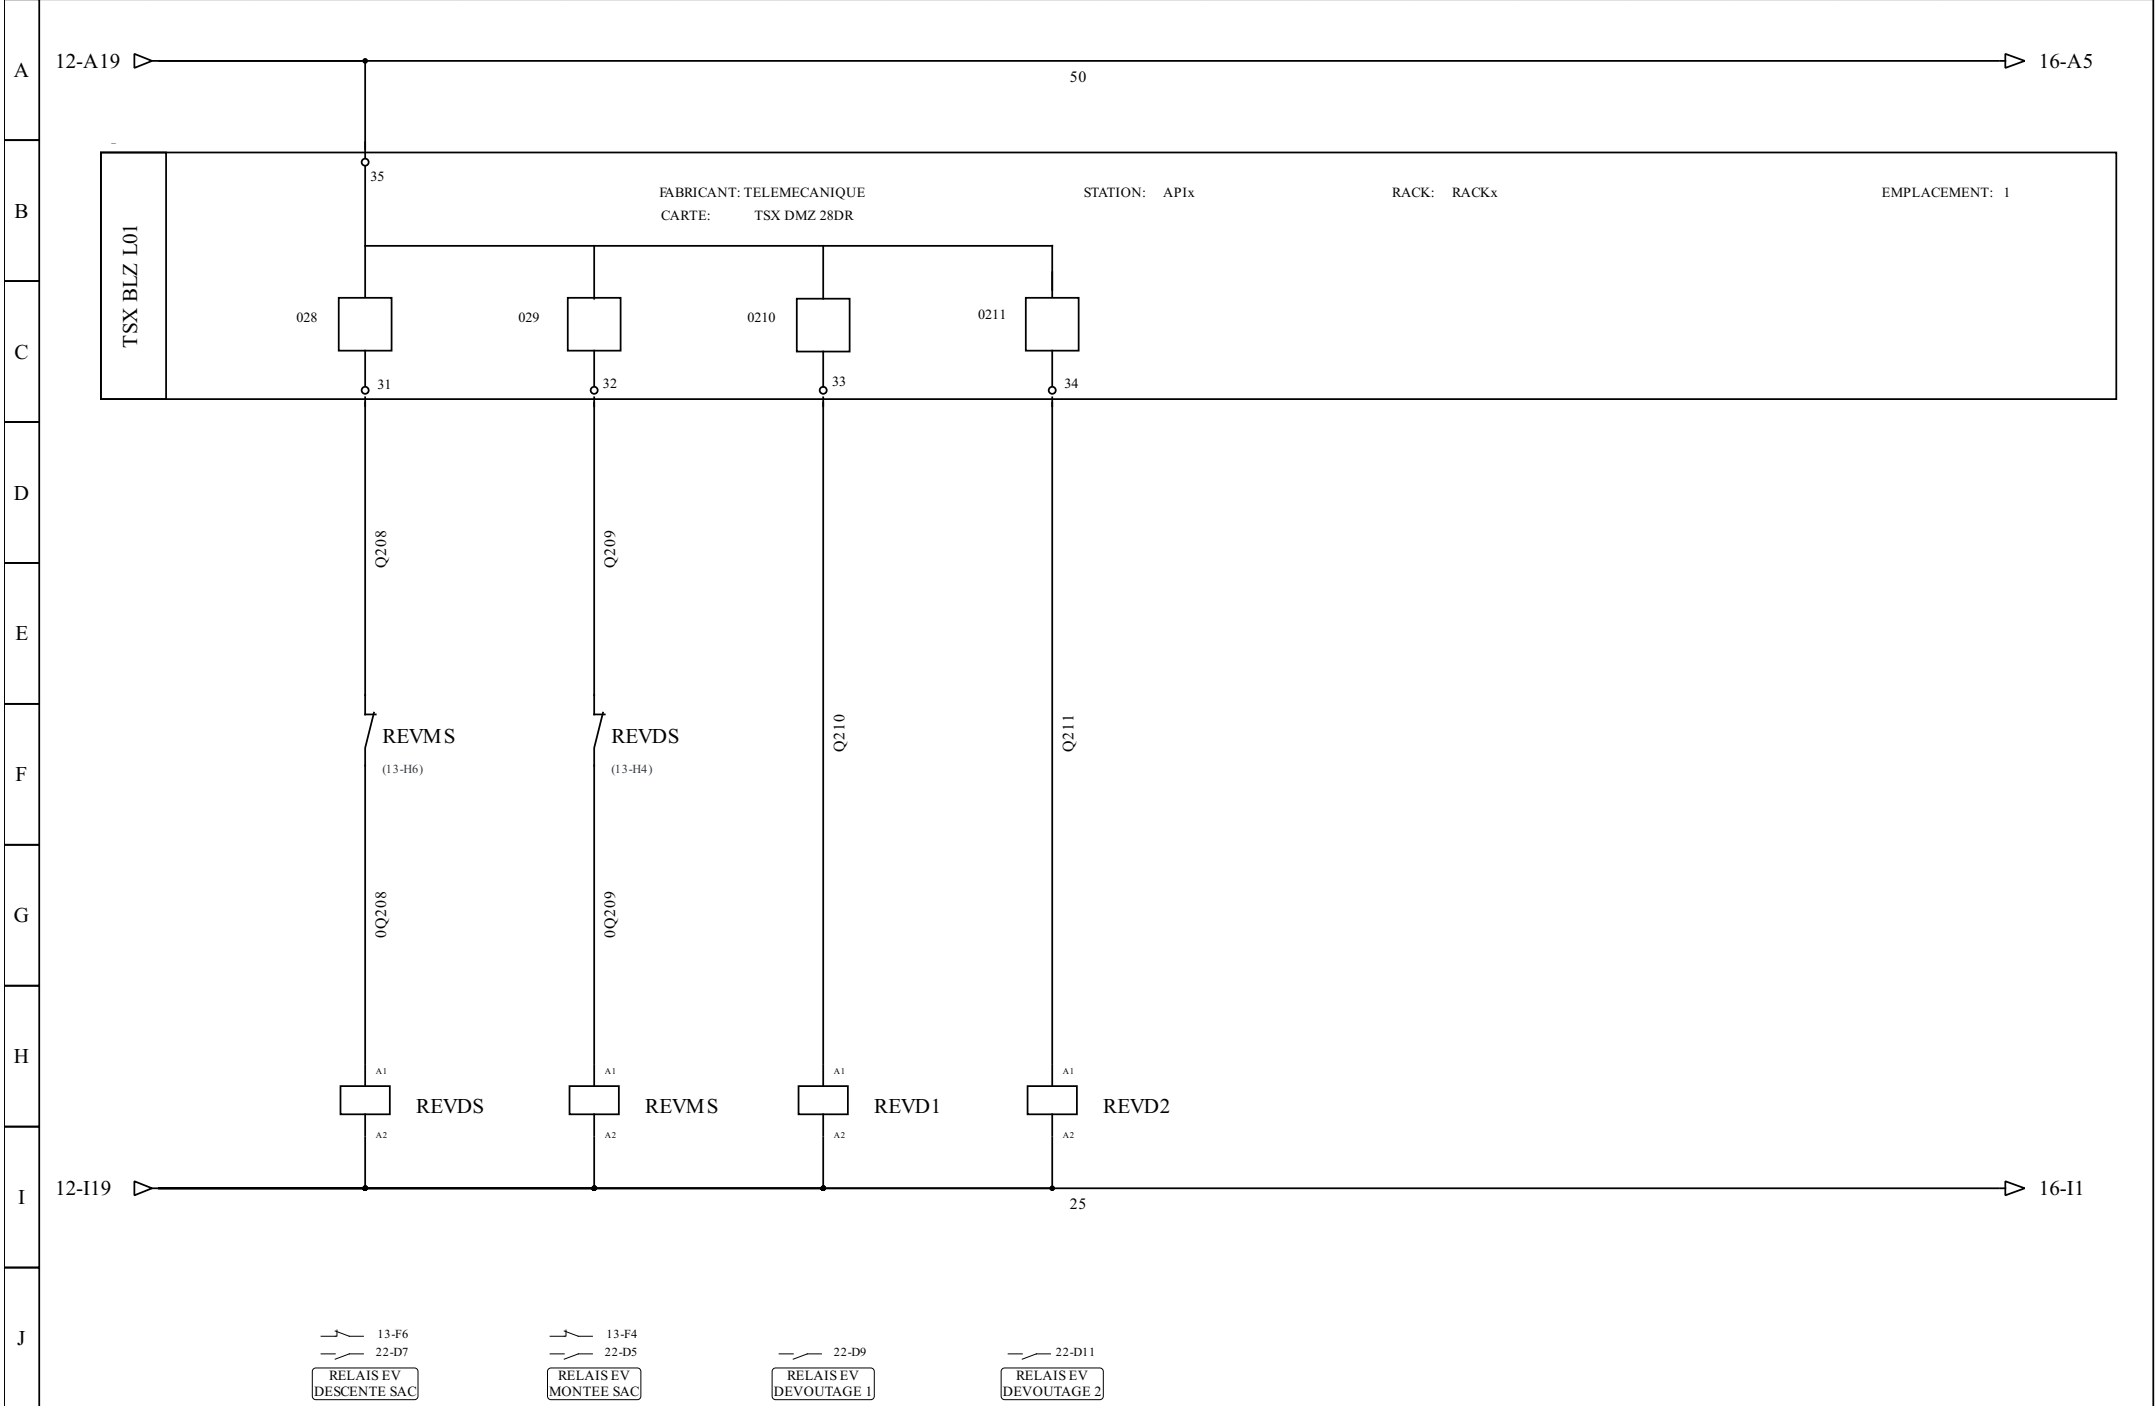 A
12-A19
50
16-A5
B
TSX BLZ L01
35
FABRICANT: TELEMECANIQUE
CARTE: TSX DMZ 28DR
STATION: APIx
RACK: RACKx
EMPLACEMENT: 1
C
028
029
0210
0211
31
32
33
34
D
Q208
Q209
E
F
REVMS
(13-H6)
REVDS
(13-H4)
Q210
Q211
G
0Q208
0Q209
H
A1
A1
A1
A1
REVDS
REVMS
REVD1
REVD2
A2
A2
A2
A2
I
12-I19
25
16-I1
J
13-F6
22-D7
RELAIS EV
DESCENTE SAC
13-F4
22-D5
RELAIS EV
MONTEE SAC
22-D9
RELAIS EV
DEVOUTAGE 1
22-D11
RELAIS EV
DEVOUTAGE 2